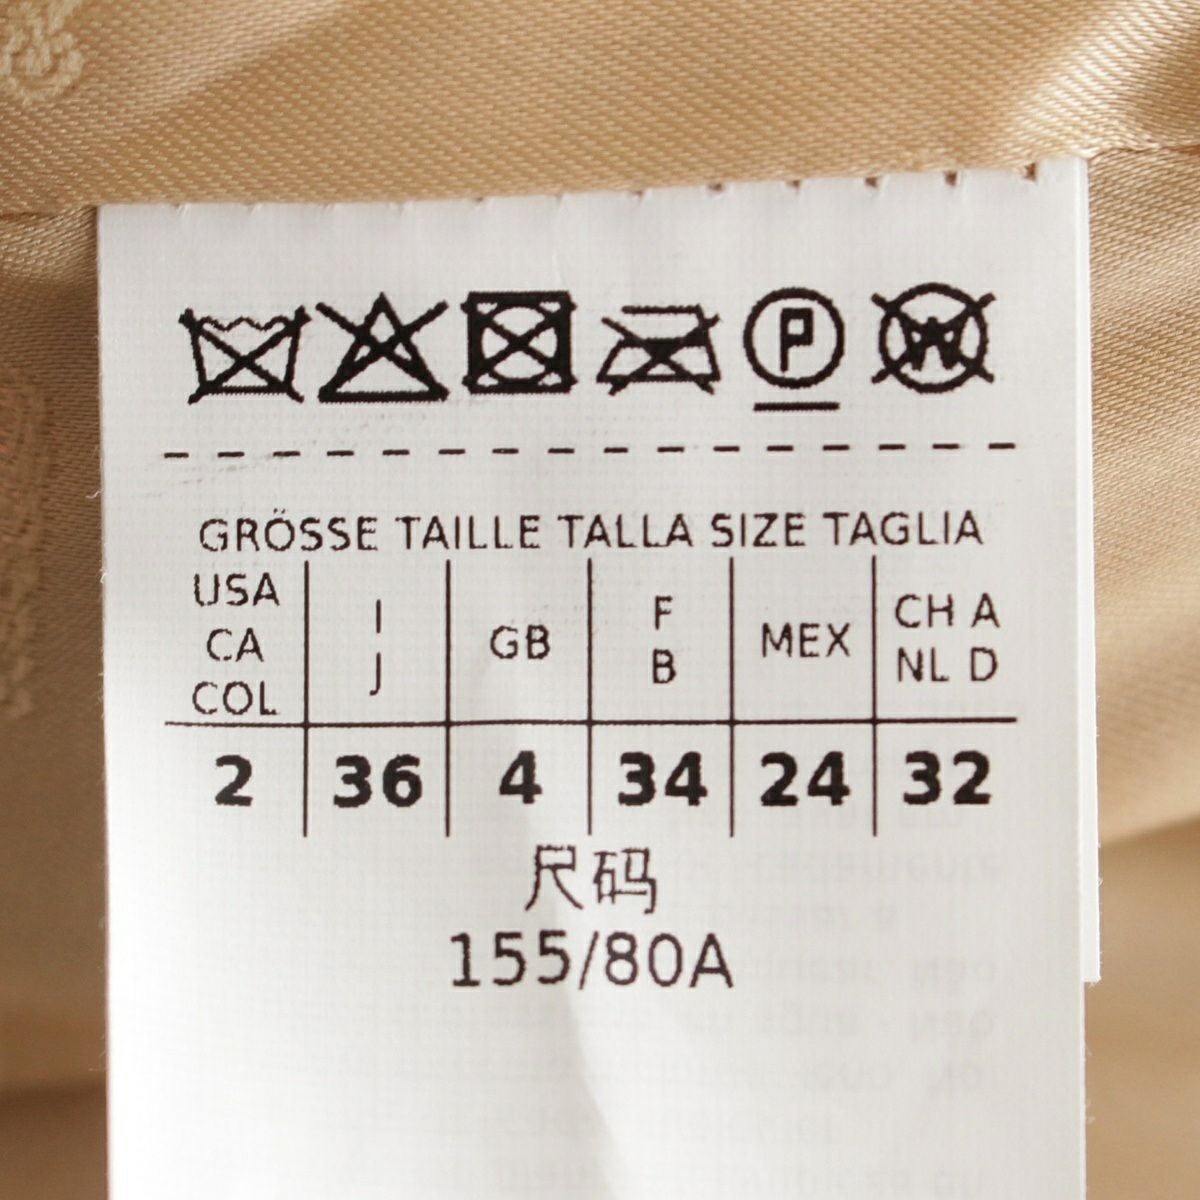 P W
GRÖSSE TAILLE TALLA SIZE TAGLIA
USA CA COL
I J
GB
F B
MEX
CH A NL D
2 36 4 34 24 32
尺码
155/80A